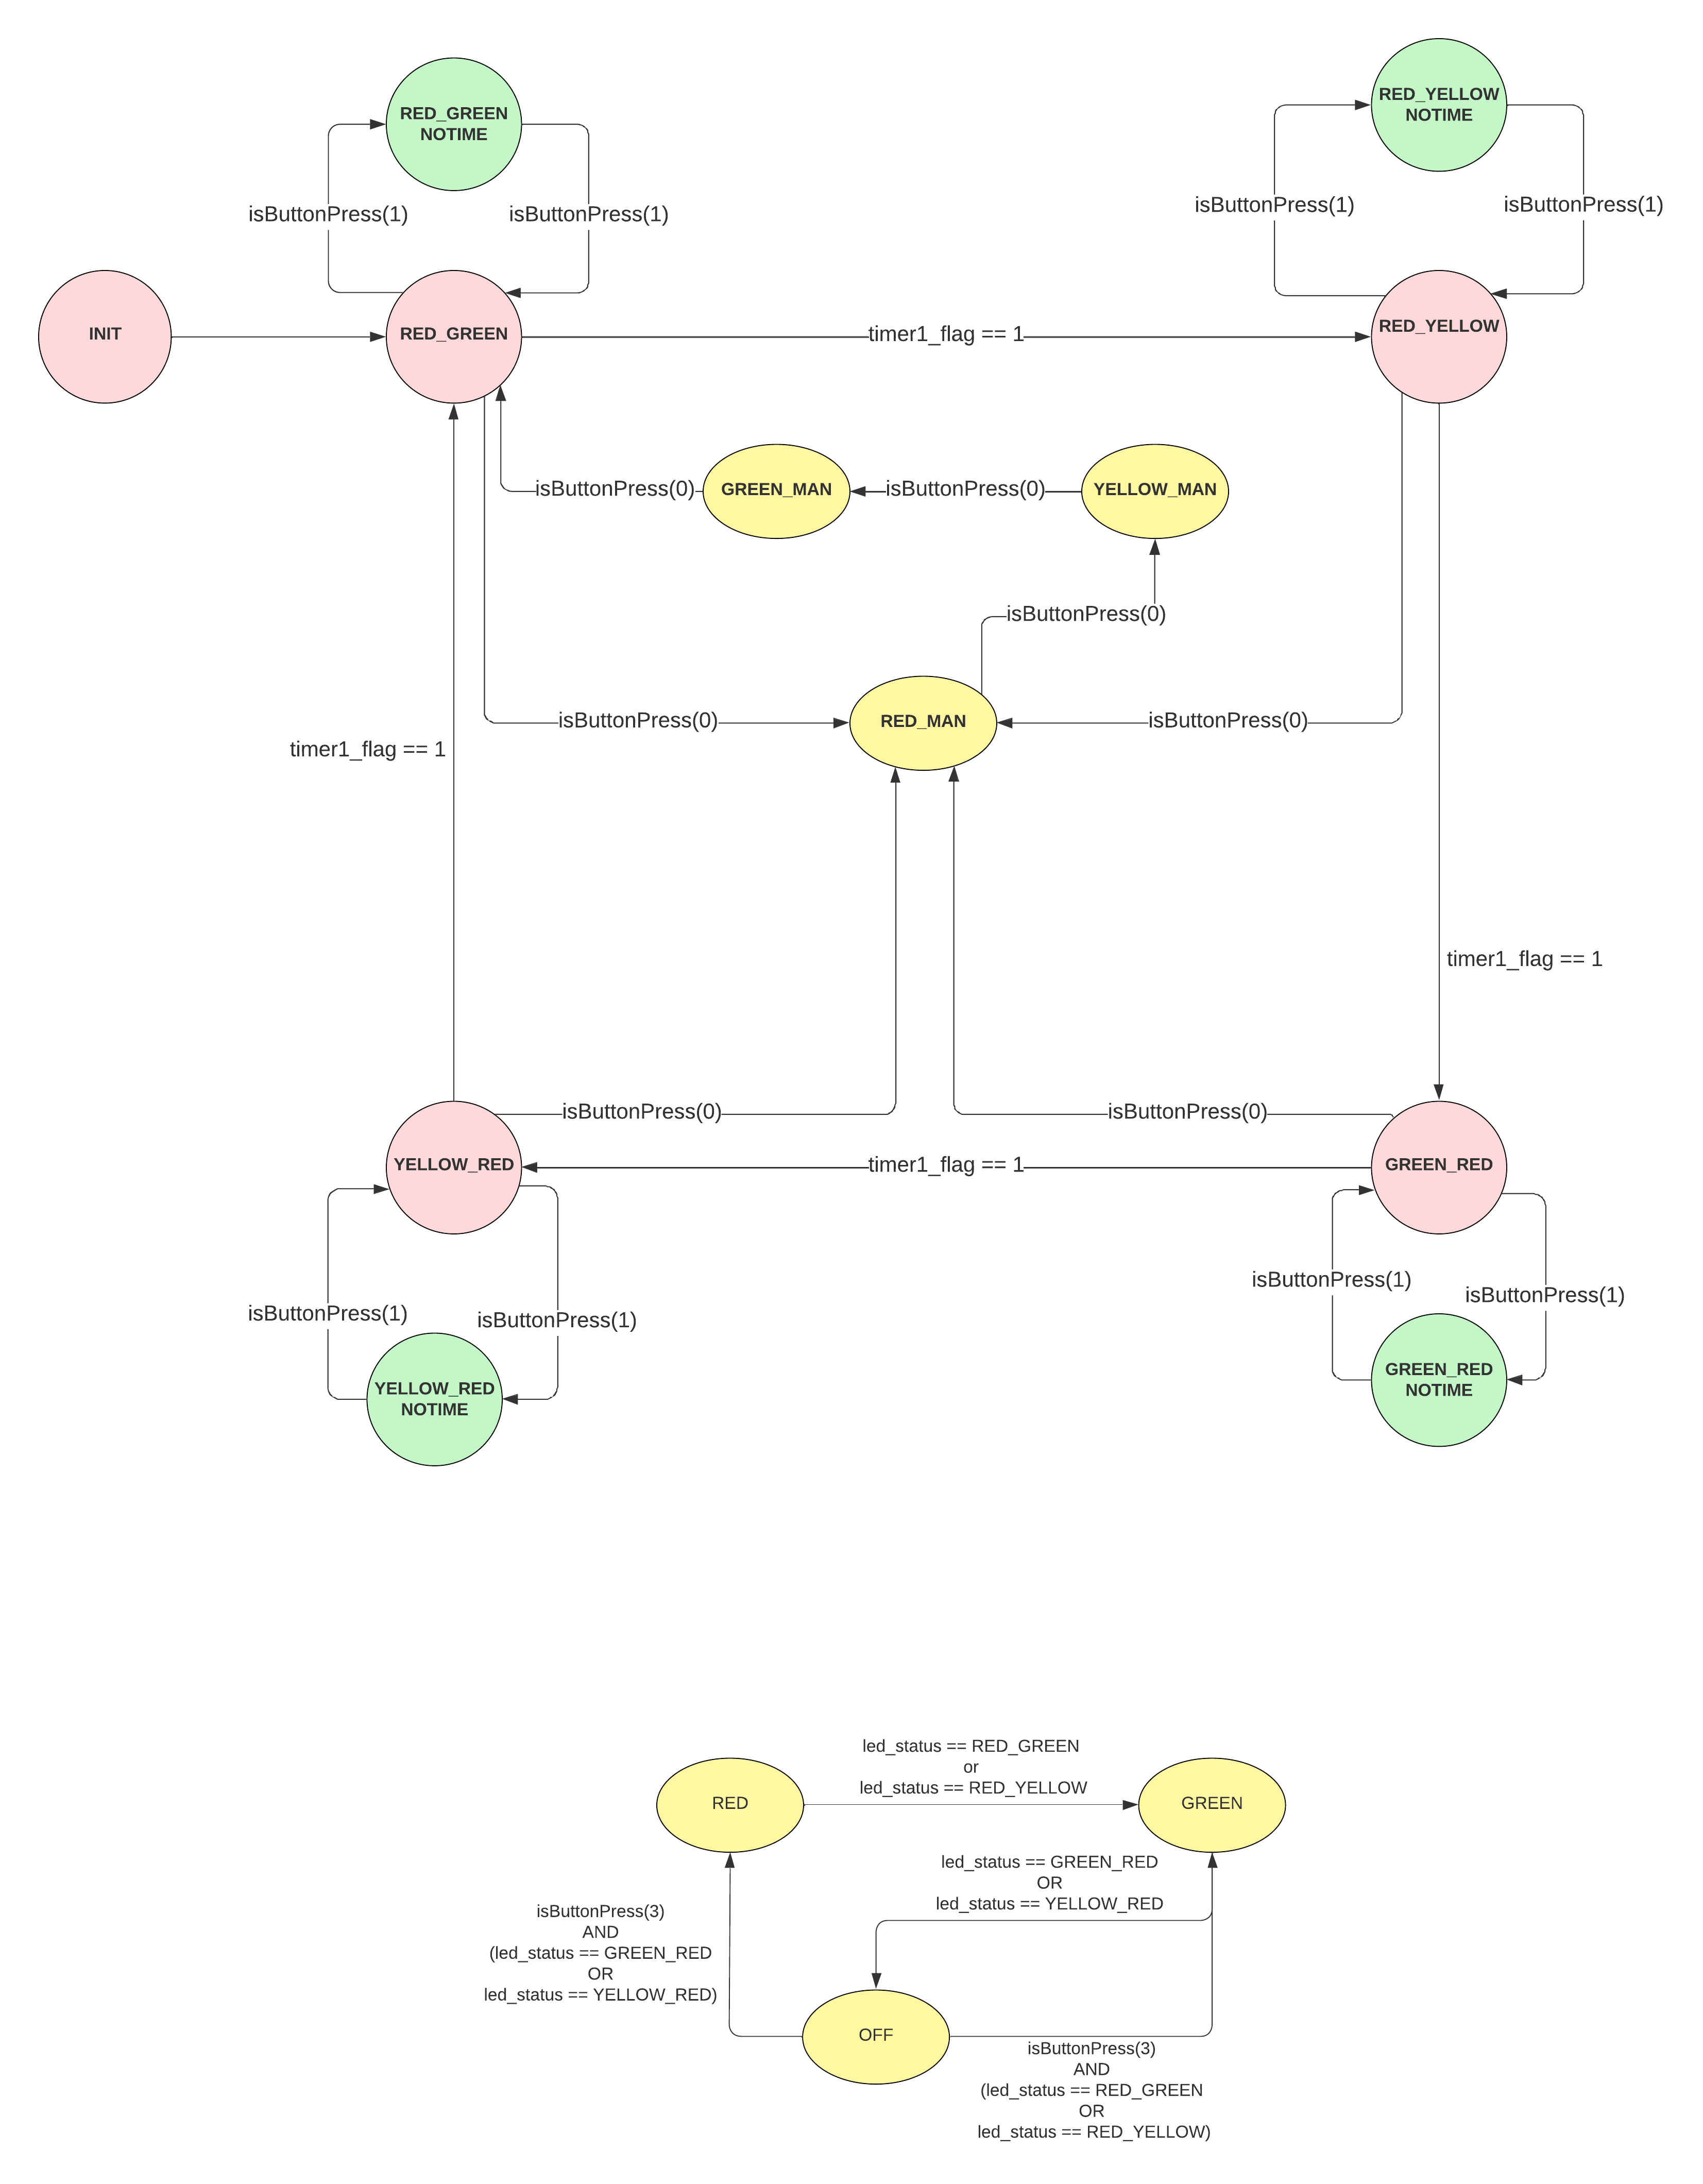 RED_YELLOW
NOTIME
RED_GREEN
NOTIME
isButtonPress(1)
isButtonPress(1)
isButtonPress(1)
isButtonPress(1)
INIT
RED_GREEN
timer1_flag == 1
RED_YELLOW
isButtonPress(0)
GREEN_MAN
isButtonPress(0)
YELLOW_MAN
isButtonPress(0)
isButtonPress(0)
RED_MAN
isButtonPress(0)
timer1_flag == 1
timer1_flag == 1
isButtonPress(0)
isButtonPress(0)
YELLOW_RED
timer1_flag == 1
GREEN_RED
isButtonPress(1)
isButtonPress(1)
isButtonPress(1)
isButtonPress(1)
YELLOW_RED
NOTIME
GREEN_RED
NOTIME
led_status == RED_GREEN
or
led_status == RED_YELLOW
RED
GREEN
led_status == GREEN_RED
OR
led_status == YELLOW_RED
isButtonPress(3)
AND
(led_status == GREEN_RED
OR
led_status == YELLOW_RED)
OFF
isButtonPress(3)
AND
(led_status == RED_GREEN
OR
led_status == RED_YELLOW)